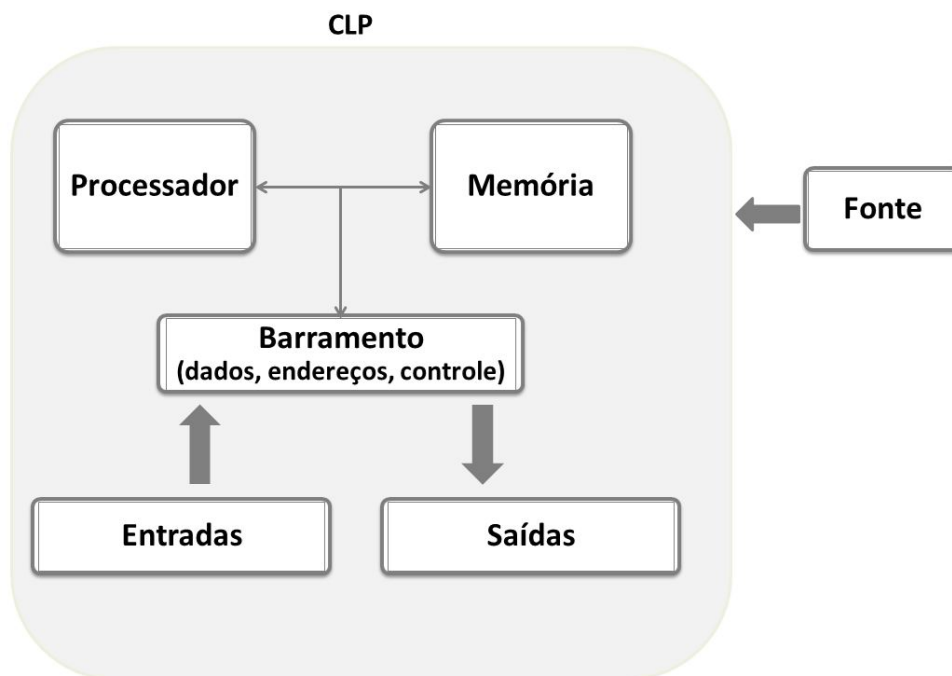 CLP
Processador
Memória
Fonte
Barramento
(dados, endereços, controle)
Entradas
Saídas